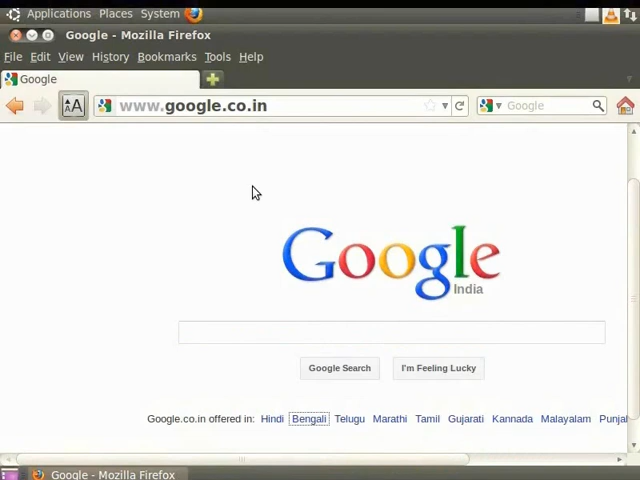 Applications Places System
Google - Mozilla Firefox
File Edit View History Bookmarks Tools Help
Google
AA www.google.co.in Google
Google
India
Google Search I'm Feeling Lucky
Google.co.in offered in: Hindi Bengali Telugu Marathi Tamil Gujarati Kannada Malayalam Punjal
Google - Mozilla Firefox